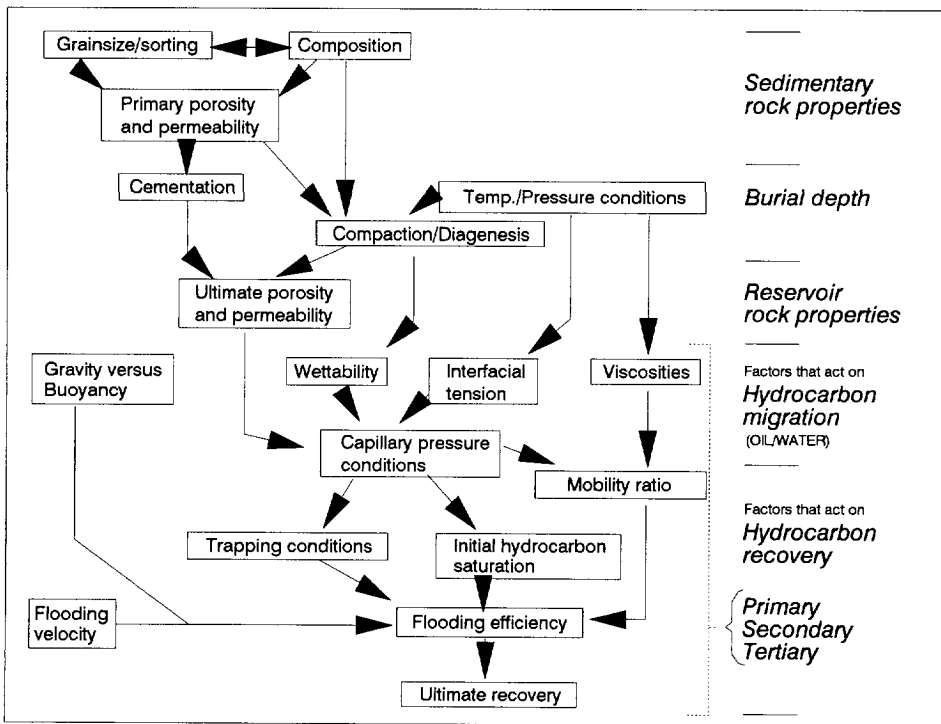 Grainsize/sorting
Composition
Primary porosity
and permeability
Cementation
Temp./Pressure conditions
Compaction/Diagenesis
Ultimate porosity
and permeability
Gravity versus
Buoyancy
Wettability
Interfacial
tension
Viscosities
Capillary pressure
conditions
Mobility ratio
Trapping conditions
Initial hydrocarbon
saturation
Flooding
velocity
Flooding efficiency
Ultimate recovery
Sedimentary
rock properties
Burial depth
Reservoir
rock properties
Factors that act on
Hydrocarbon
migration
(OIL/WATER)
Factors that act on
Hydrocarbon
recovery
Primary
Secondary
Tertiary